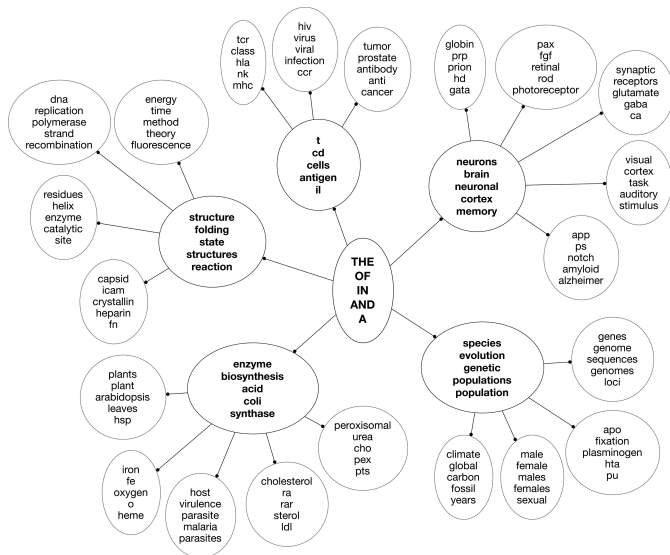 tcr
class
hla
nk
mhc
hiv
virus
viral
infection
ccr
tumor
prostate
antibody
anti
cancer
globin
prp
prion
hd
gata
pax
fgf
retinal
rod
photoreceptor
synaptic
receptors
glutamate
gaba
ca
dna
replication
polymerase
strand
recombination
energy
time
method
theory
fluorescence
t
cd
cells
antigen
il
neurons
brain
neuronal
cortex
memory
visual
cortex
task
auditory
stimulus
residues
helix
enzyme
catalytic
site
structure
folding
state
structures
reaction
app
ps
notch
amyloid
alzheimer
capsid
icam
crystallin
heparin
fn
THE
OF
IN
AND
A
genes
genome
sequences
genomes
loci
species
evolution
genetic
populations
population
enzyme
biosynthesis
acid
coli
synthase
plants
plant
arabidopsis
leaves
hsp
peroxisomal
urea
cho
pex
pts
apo
fixation
plasminogen
hta
pu
climate
global
carbon
fossil
years
male
female
males
females
sexual
iron
fe
oxygen
o
heme
host
virulence
parasite
malaria
parasites
cholesterol
ra
rar
sterol
ldl